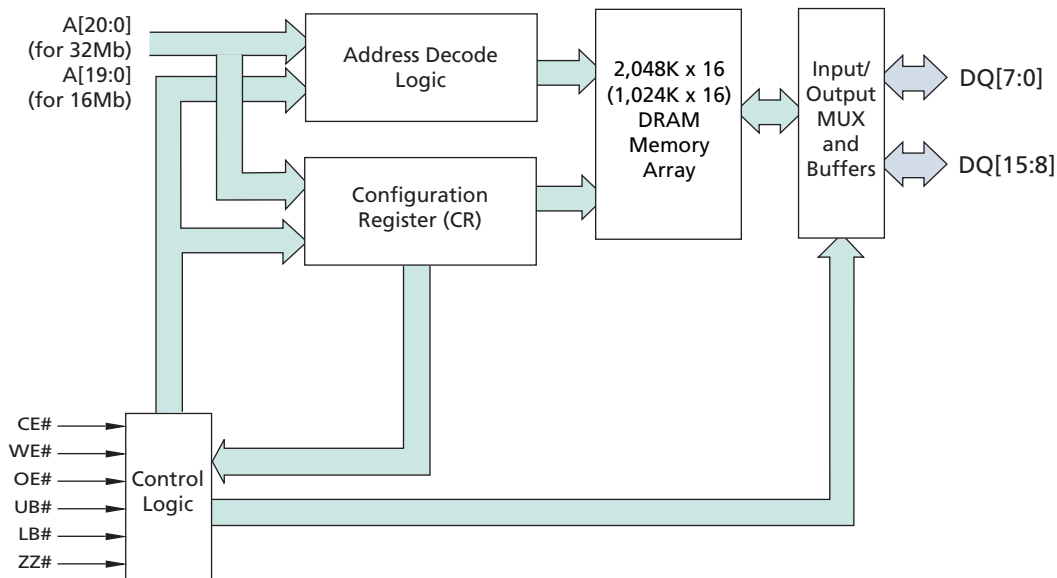 A[20:0]
(for 32Mb)
A[19:0]
(for 16Mb)
Address Decode
Logic
2,048K x 16
(1,024K x 16)
DRAM
Memory
Array
Input/
Output
MUX
and
Buffers
DQ[7:0]
DQ[15:8]
Configuration
Register (CR)
CE#
WE#
OE#
UB#
LB#
ZZ#
Control
Logic